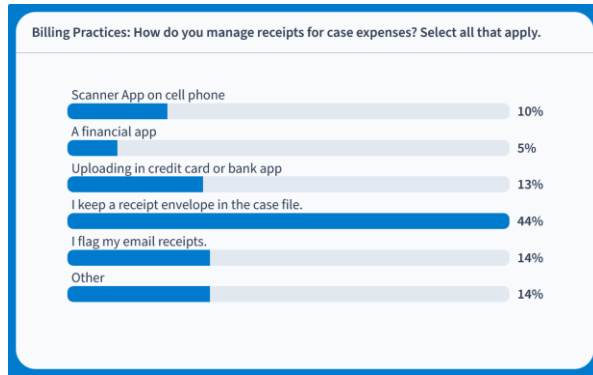 Billing Practices: How do you manage receipts for case expenses? Select all that apply.
Scanner App on cell phone
10%
A financial app
5%
Uploading in credit card or bank app
13%
I keep a receipt envelope in the case file.
44%
I flag my email receipts.
14%
Other
14%